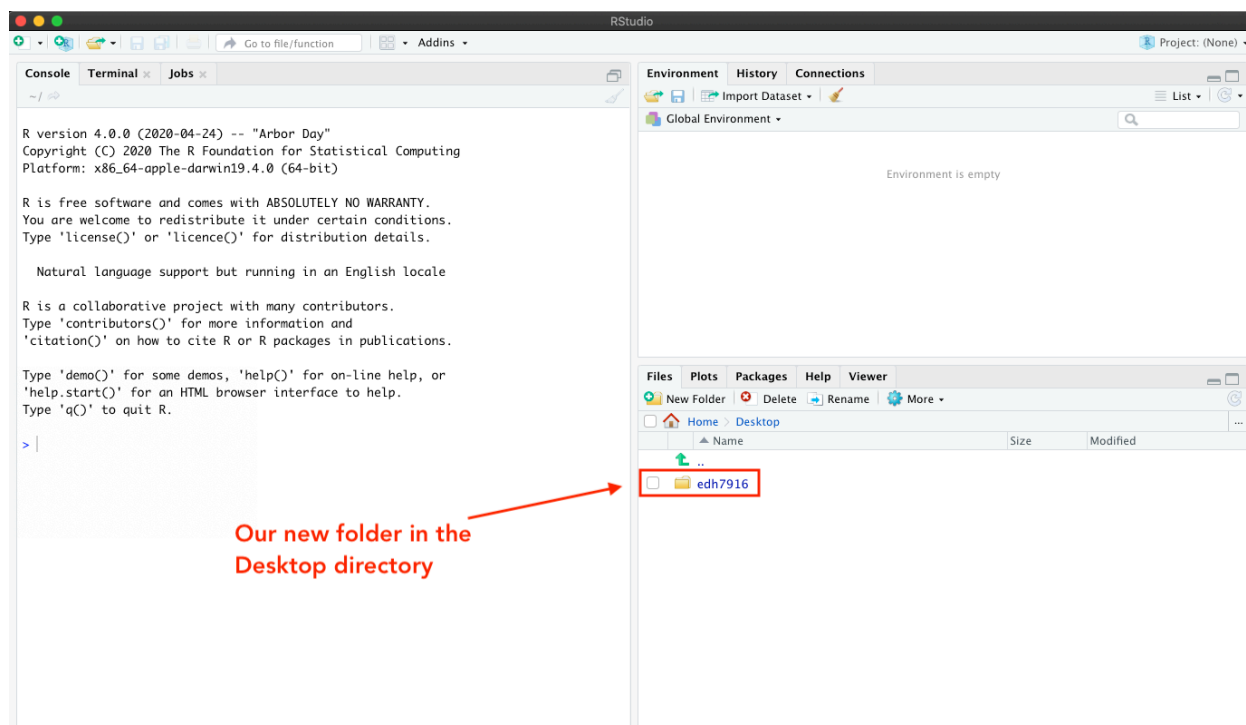 RStudio
Go to file/function
Addins
Project: (None)
Console Terminal Jobs
~/
R version 4.0.0 (2020-04-24) -- "Arbor Day"
Copyright (C) 2020 The R Foundation for Statistical Computing
Platform: x86_64-apple-darwin19.4.0 (64-bit)
R is free software and comes with ABSOLUTELY NO WARRANTY.
You are welcome to redistribute it under certain conditions.
Type 'license()' or 'licence()' for distribution details.
Natural language support but running in an English locale
R is a collaborative project with many contributors.
Type 'contributors()' for more information and
'citation()' on how to cite R or R packages in publications.
Type 'demo()' for some demos, 'help()' for on-line help, or
'help.start()' for an HTML browser interface to help.
Type 'q()' to quit R.
>
Our new folder in the
Desktop directory
Environment History Connections
Import Dataset
List
Global Environment
Environment is empty
Files Plots Packages Help Viewer
New Folder Delete Rename More
Home > Desktop ...
Name Size Modified
..
edh7916